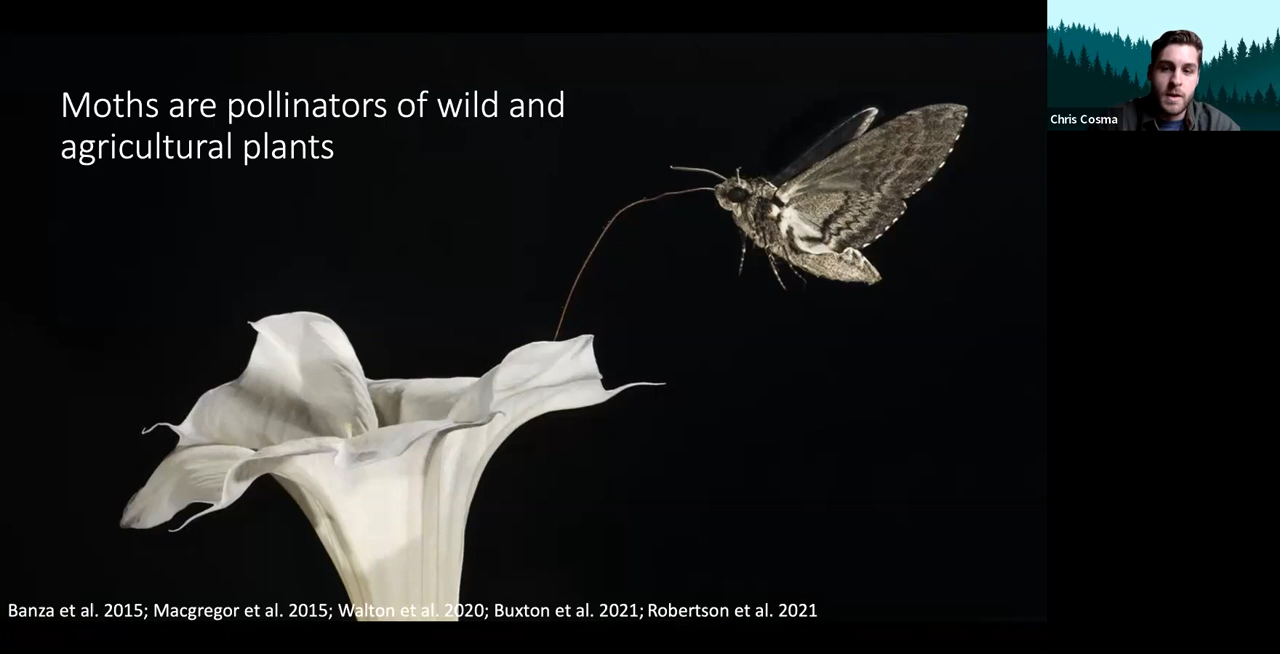 Moths are pollinators of wild and
agricultural plants
Chris Cosma
Banza et al. 2015; Macgregor et al. 2015; Walton et al. 2020; Buxton et al. 2021; Robertson et al. 2021